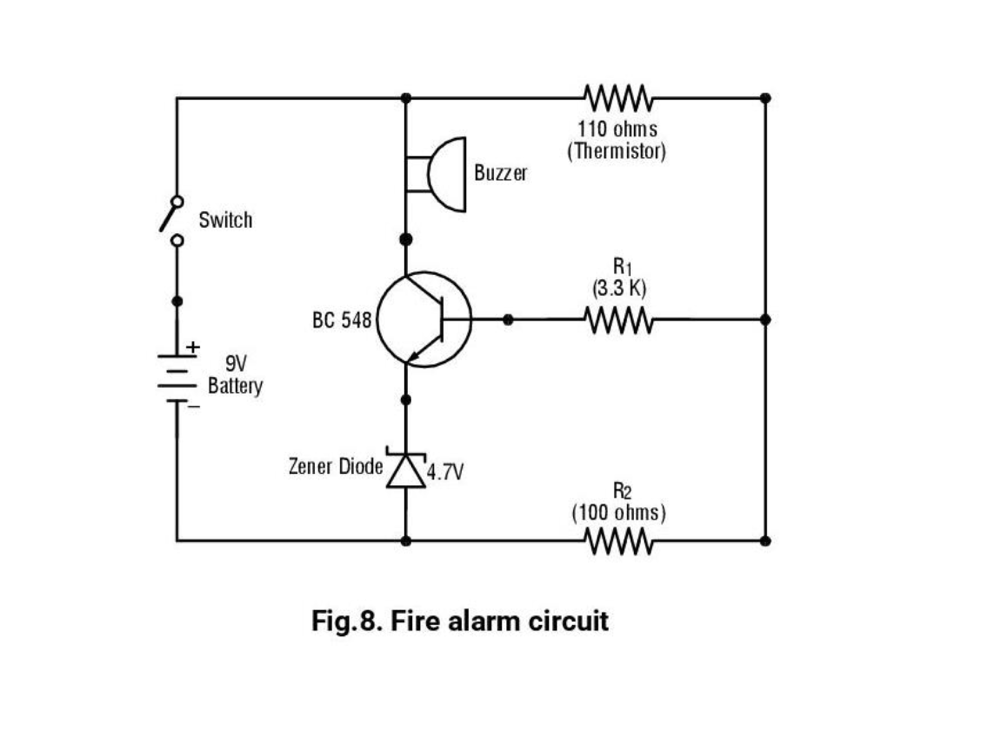 110 ohms
(Thermistor)
Buzzer
Switch
R1
(3.3 K)
BC 548
+
9V
Battery
–
Zener Diode
4.7V
R2
(100 ohms)
Fig.8. Fire alarm circuit